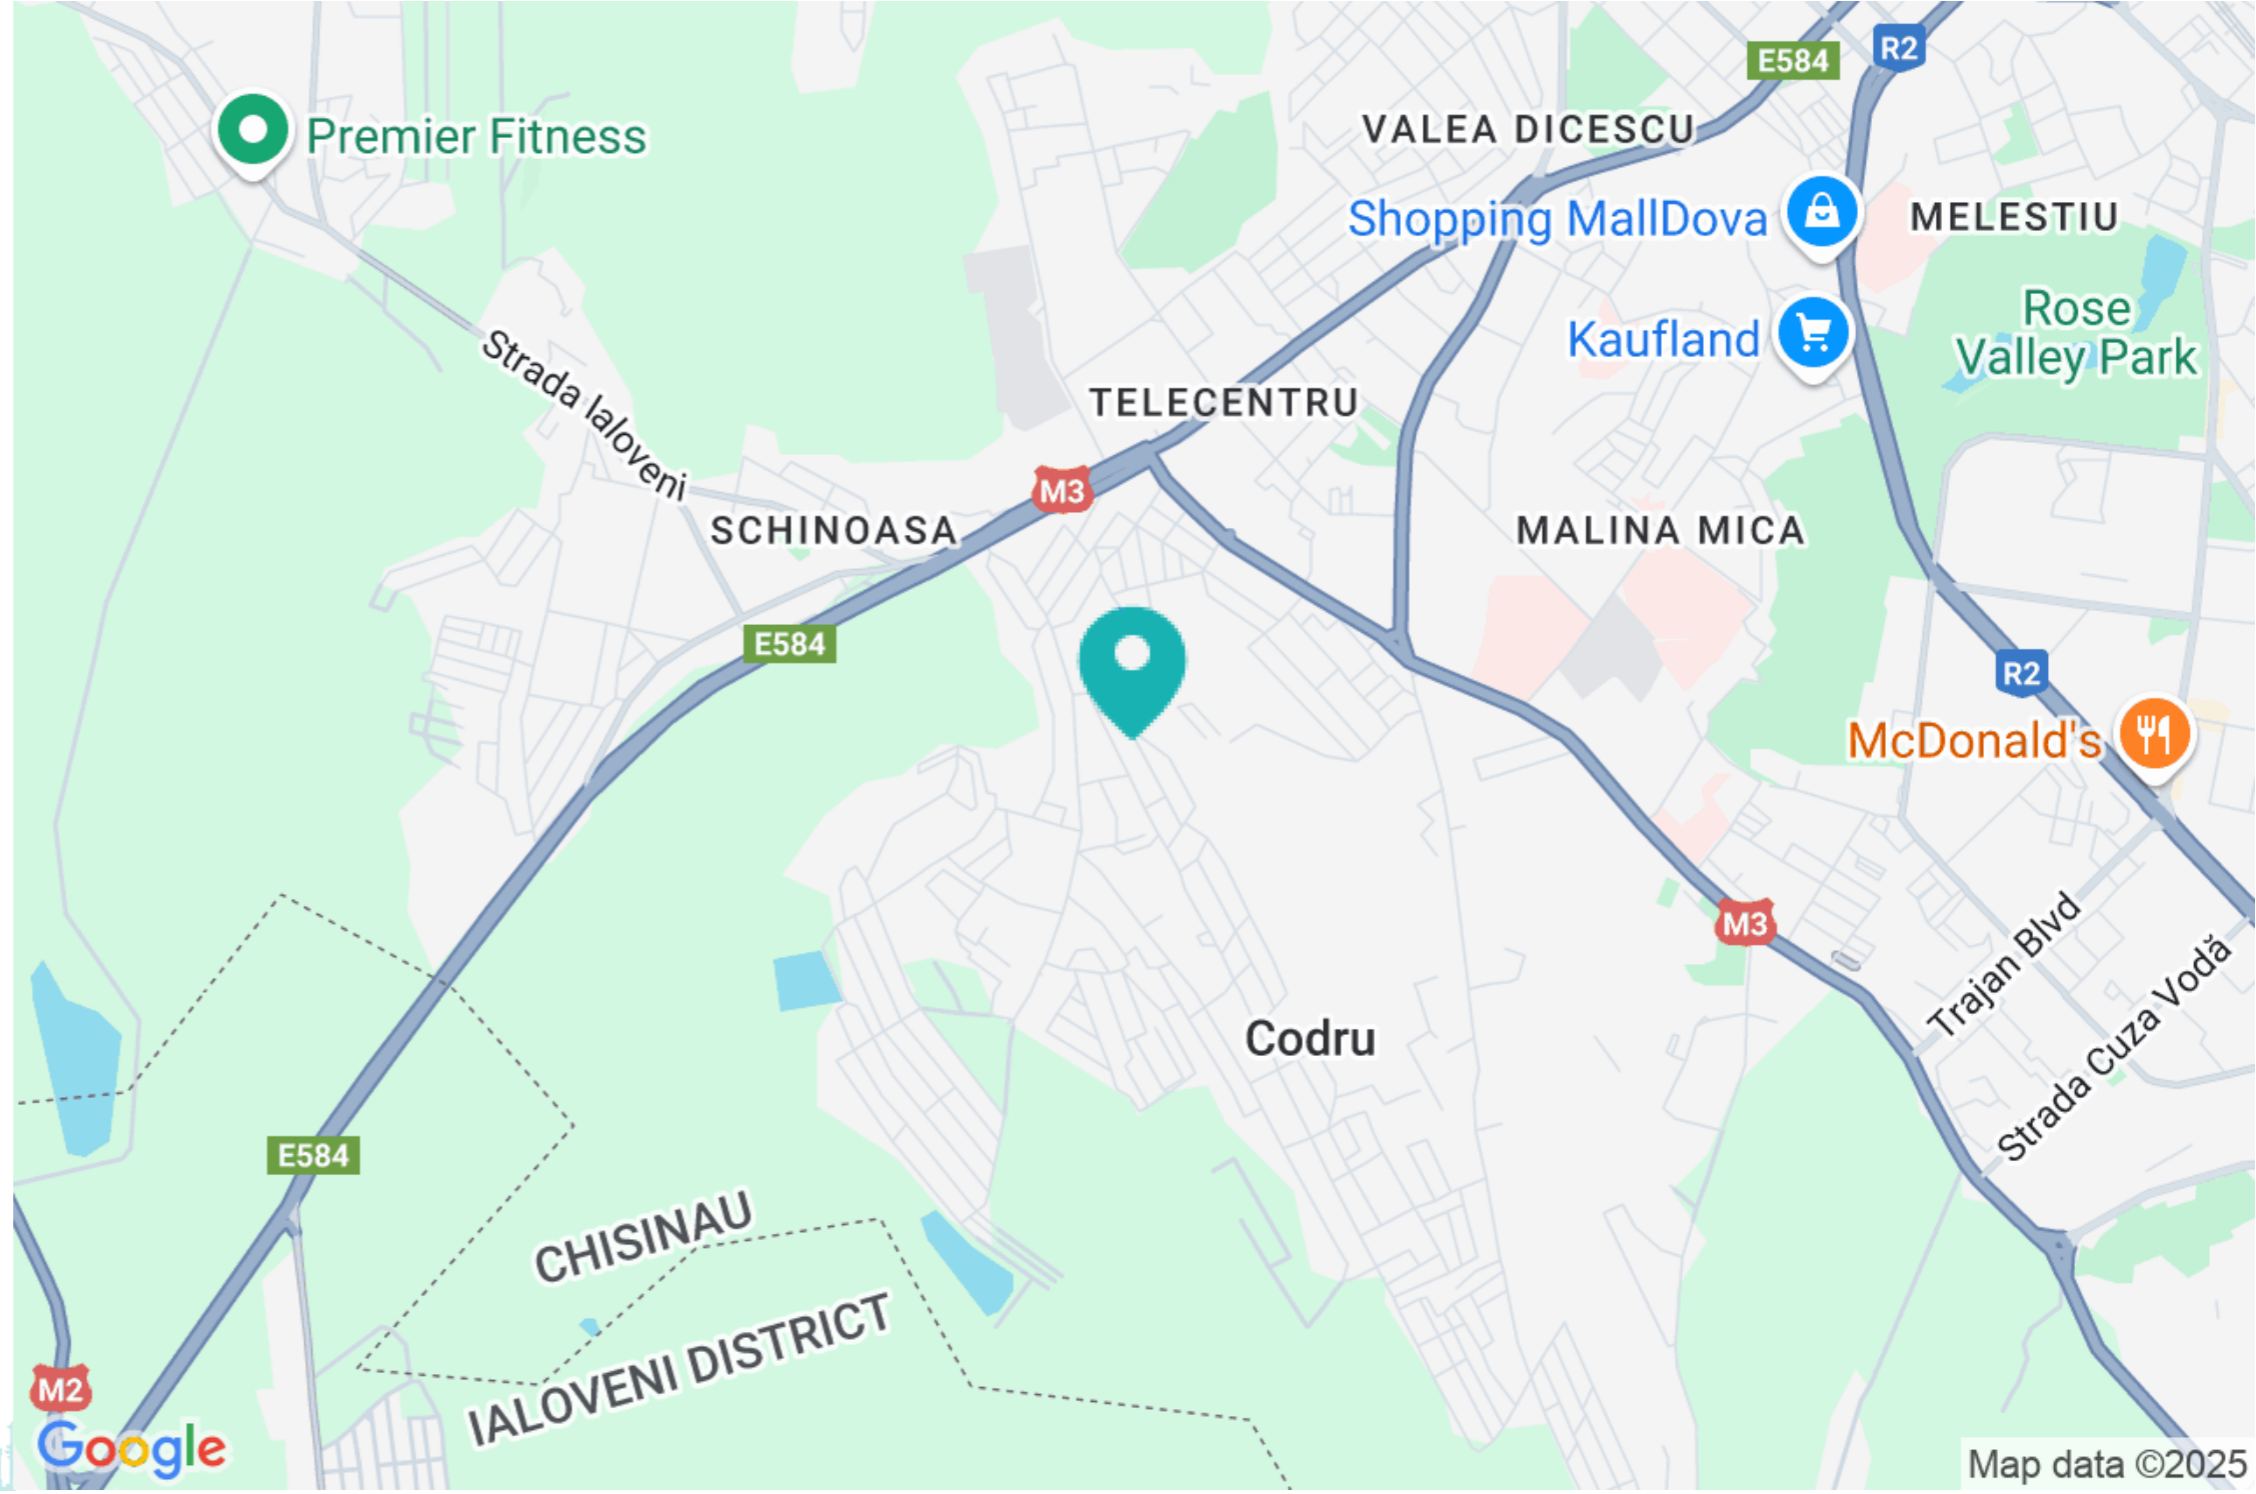 E584
R2
Premier Fitness
VALEA DICESCU
Shopping MallDova
MELESTIU
Rose
Valley Park
Kaufland
Strada Ialoveni
TELECENTRU
M3
SCHINOASA
MALINA MICA
E584
R2
McDonald's
M3
Trajan Blvd
Strada Cuza Vodă
Codru
E584
CHISINAU
IALOVENI DISTRICT
M2
Google
Map data ©2025